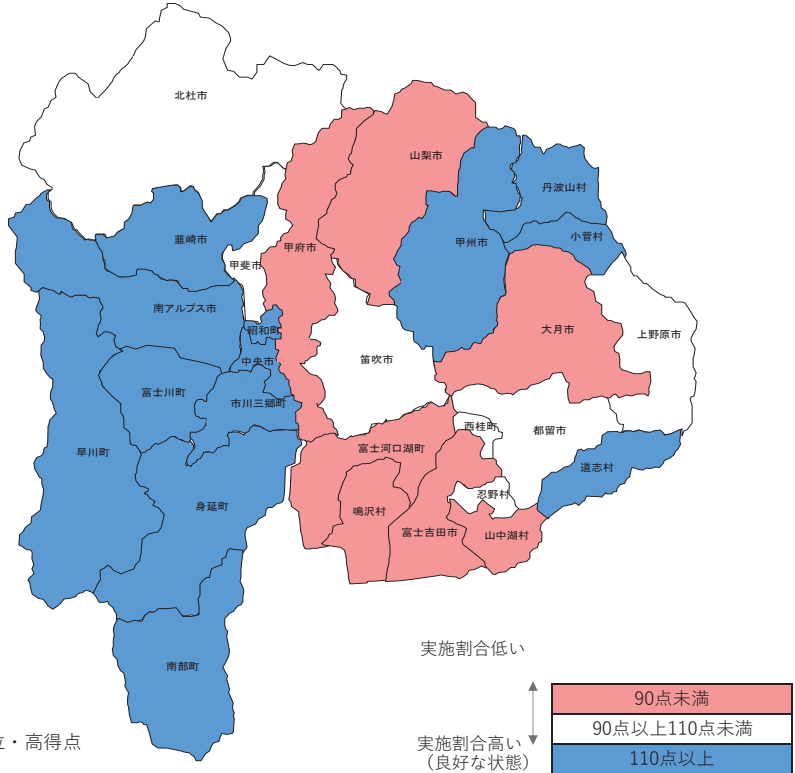 北杜市
山梨市
丹波山村
韮崎市
甲州市
小菅村
甲府市
甲斐市
南アルプス市
昭和町
大月市
上野原市
中央市
笛吹市
富士川町
市川三郷町
西桂町
都留市
富士河口湖町
早川町
道志村
忍野村
身延町
鳴沢村
富士吉田市
山中湖村
南部町
実施割合低い
90点未満
90点以上110点未満
位・高得点
実施割合高い
(良好な状態)
110点以上